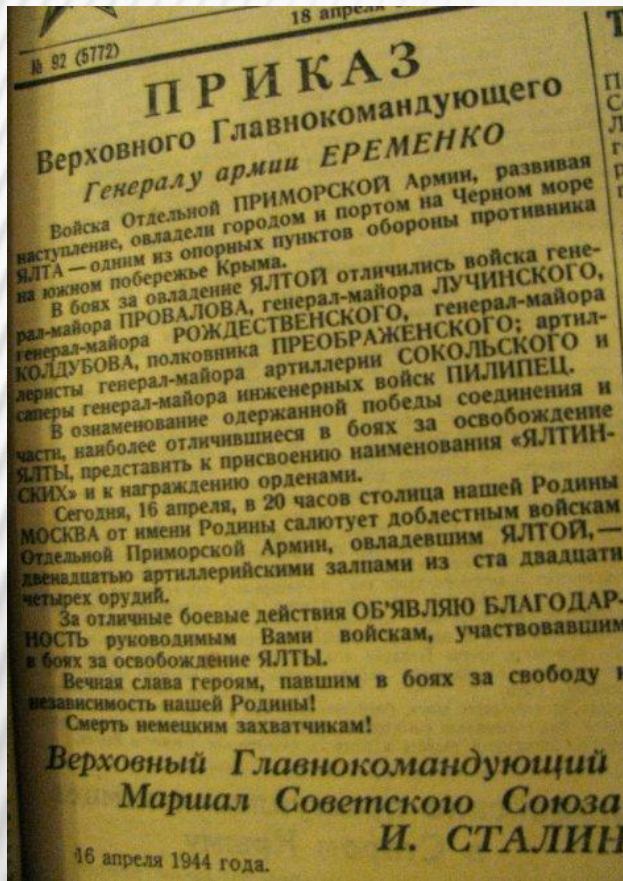 18 апреля
№ 92 (5772)
ПРИКАЗ
Верховного Главнокомандующего
Генералу армии ЕРЕМЕНКО
Войска Отдельной ПРИМОРСКОЙ Армии, развивая
наступление, овладели городом и портом на Черном море
ЯЛТА — одним из опорных пунктов обороны противника
на южном побережье Крыма.
В боях за овладение ЯЛТОЙ отличились войска гене-
рал-майора ПРОВАЛОВА, генерал-майора ЛУЧИНСКОГО,
генерал-майора РОЖДЕСТВЕНСКОГО, генерал-майора
КОЛДУБОВА, полковника ПРЕОБРАЖЕНСКОГО; артил-
леристы генерал-майора артиллерии СОКОЛЬСКОГО и
саперы генерал-майора инженерных войск ПИЛИПЕЦ.
В ознаменование одержанной победы соединения и
части, наиболее отличившиеся в боях за освобождение
ЯЛТЫ, представить к присвоению наименования «ЯЛТИН-
СКИХ» и к награждению орденами.
Сегодня, 16 апреля, в 20 часов столица нашей Родины
МОСКВА от имени Родины салютует доблестным войскам
Отдельной Приморской Армии, овладевшим ЯЛТОЙ, —
двенадцатью артиллерийскими залпами из ста двадцати
четырех орудий.
За отличные боевые действия ОБ'ЯВЛЯЮ БЛАГОДАР-
НОСТЬ руководимым Вами войскам, участвовавшим
в боях за освобождение ЯЛТЫ.
Вечная слава героям, павшим в боях за свободу и
независимость нашей Родины!
Смерть немецким захватчикам!
Верховный Главнокомандующий
Маршал Советского Союза
И. СТАЛИН
16 апреля 1944 года.